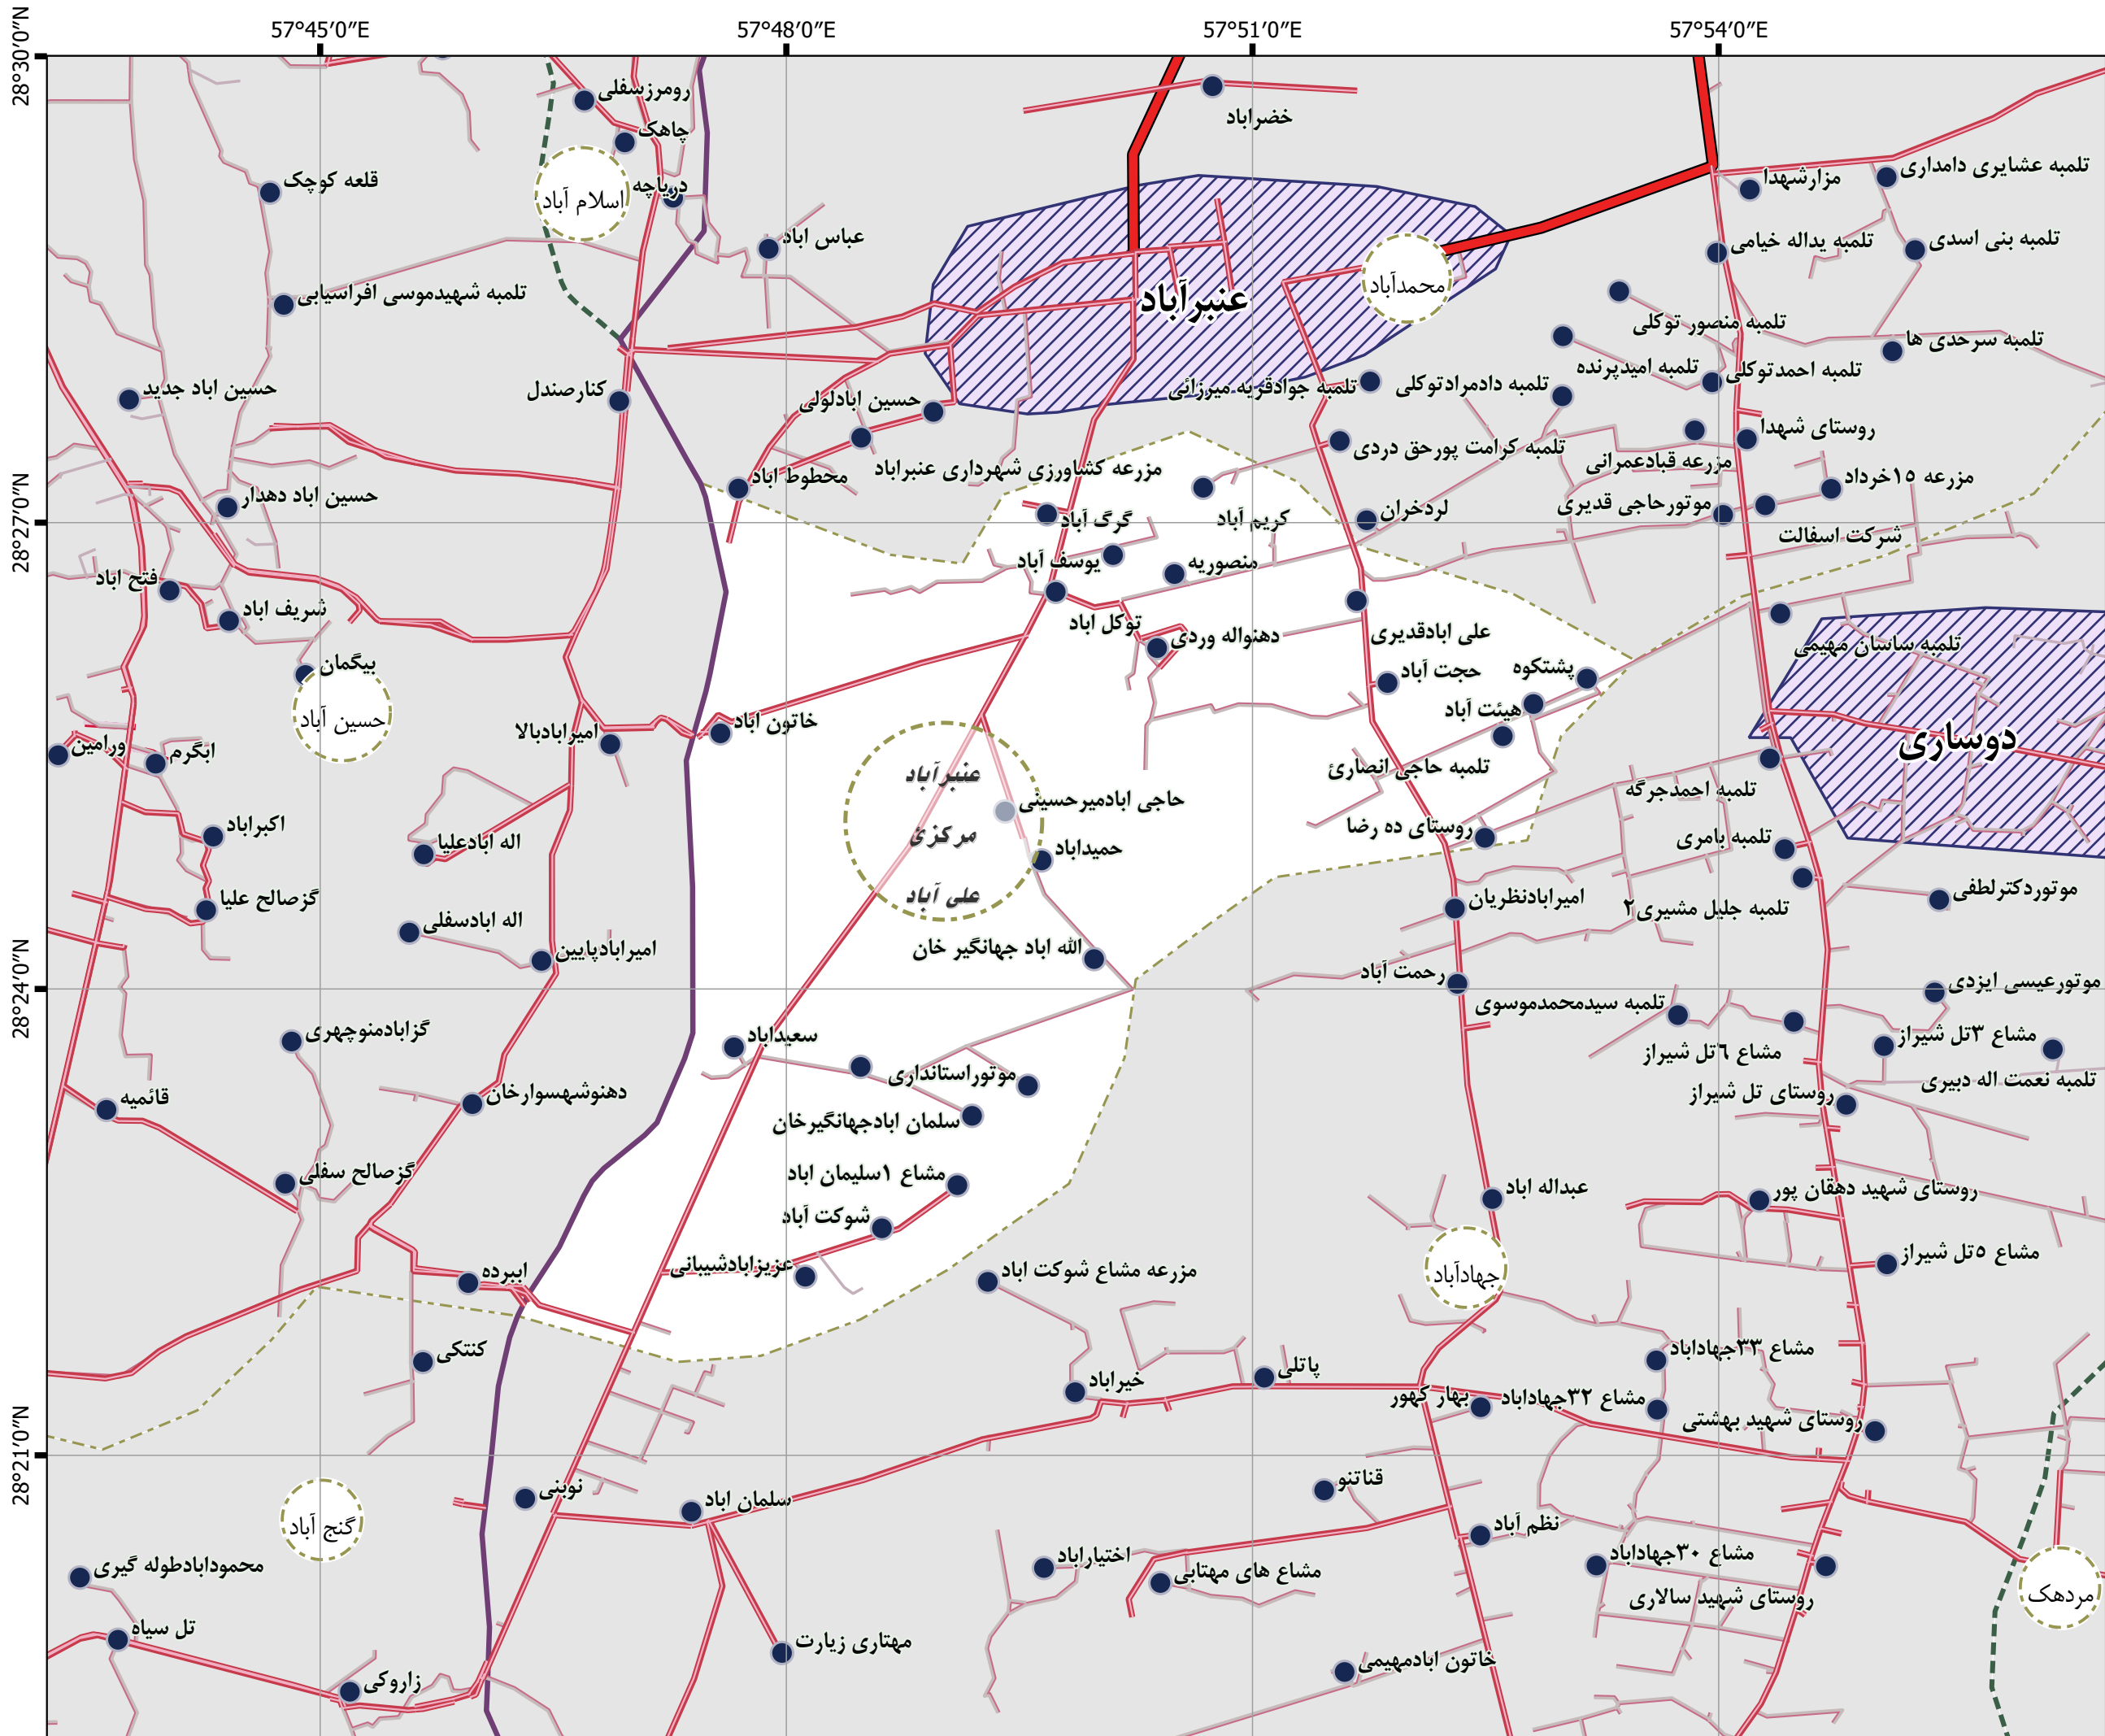 57°45′0″E
57°48′0″E
57°51′0″E
57°54′0″E
28°30′0″N
28°27′0″N
28°24′0″N
28°21′0″N
رومرزسفلی
چاهک
خضراباد
قلعه کوچک
اسلام آباد
دریاچه
مزارشهدا
تلمبه عشایری دامداری
عباس اباد
تلمبه یداله خیامی
تلمبه بنی اسدی
تلمبه شهیدموسی افراسیابی
عنبرآباد
محمدآباد
تلمبه منصور توکلی
تلمبه سرحدی ها
حسین اباد جدید
کنارصندل
حسین ابادلولی
تلمبه جوادقریه میرزائی
تلمبه دادمرادتوکلی
تلمبه امیدپرنده
تلمبه احمدتوکلی
روستای شهدا
تلمبه کرامت پورحق دردی
مزرعه قبادعمرانی
محطوط اباد
مزرعه کشاورزی شهرداری عنبراباد
مزرعه ۱۵خرداد
حسین اباد دهدار
گرگ آباد
کریم آباد
لردخران
موتورحاجی قدیری
شرکت اسفالت
فتح اباد
یوسف آباد
منصوریه
شریف اباد
توکل اباد
دهنواله وردی
علی ابادقدیری
تلمبه ساسان مهیمی
بیگمان
حجت آباد
پشتکوه
حسین آباد
هیئت آباد
امیرابادبالا
خاتون اباد
دوساری
ورامین
ابگرم
عنبرآباد
تلمبه حاجی انصاری
تلمبه احمدجرگه
حاجی ابادمیرحسینی
مرکزی
اکبراباد
اله ابادعلیا
حمیداباد
روستای ده رضا
تلمبه بامری
علی آباد
گزصالح علیا
امیرابادنظریان
تلمبه جلیل مشیری۲
موتوردکترلطفی
اله ابادسفلی
امیرابادپایین
الله اباد جهانگیر خان
رحمت آباد
موتورعیسی ایزدی
تلمبه سیدمحمدموسوی
گزابادمنوچهری
سعیداباد
مشاع ۳تل شیراز
مشاع ٦تل شیراز
موتوراستانداری
تلمبه نعمت اله دبیری
قائمیه
دهنوشهسوارخان
روستای تل شیراز
سلمان ابادجهانگیرخان
گزصالح سفلی
مشاع ۱سلیمان اباد
عبداله اباد
روستای شهید دهقان پور
شوکت آباد
ابرده
عزیزابادشیبانی
مزرعه مشاع شوکت اباد
جهادآباد
مشاع ۵تل شیراز
کنتکی
مشاع ۳۳جهاداباد
خیراباد
پاتلی
بهار کهور
مشاع ۳۲جهاداباد
روستای شهید بهشتی
نوبنی
سلمان اباد
قناتنو
گنج آباد
نظم آباد
محمودابادطوله گیری
اختیاراباد
مشاع های مهتابی
مشاع ۳۰جهاداباد
روستای شهید سالاری
مردهک
تل سیاه
مهتاری زیارت
خاتون ابادمهیمی
زاروکی